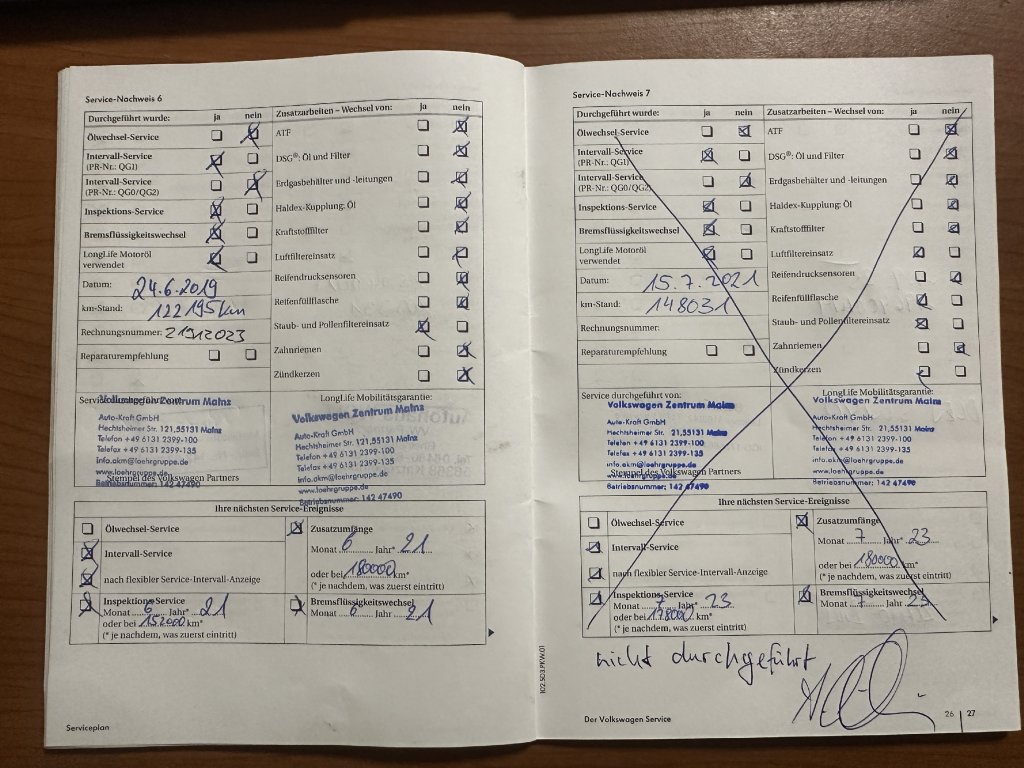 Service-Nachweis 6
Durchgeführt wurde: ja nein
Zusatzarbeiten – Wechsel von: ja nein
Ölwechsel-Service
ATF
Intervall-Service
(PR-Nr.: QG1)
DSG®: Öl und Filter
Intervall-Service
(PR-Nr.: QG0/QG2)
Erdgasbehälter und -leitungen
Inspektions-Service
Haldex-Kupplung: Öl
Bremsflüssigkeitswechsel
Kraftstofffilter
LongLife Motoröl
verwendet
Luftfiltereinsatz
Datum: 24.6.2019
Reifendrucksensoren
km-Stand: 122195km
Reifenfüllflasche
Rechnungsnummer: 21912023
Staub- und Pollenfiltereinsatz
Reparaturempfehlung
Zahnriemen
Zündkerzen
LongLife Mobilitätsgarantie:
Volkswagen Zentrum Mainz
Auto-Kraft GmbH
Hechtsheimer Str. 121,55131 Mainz
Telefon +49 6131 2399-100
Telefax +49 6131 2399-135
info.akm@loehrgruppe.de
www.loehrgruppe.de
Betriebsnummer: 142 47490
Stempel des Volkswagen Partners
Volkswagen Zentrum Mainz
Auto-Kraft GmbH
Hechtsheimer Str. 121,55131 Mainz
Telefon +49 6131 2399-100
Telefax +49 6131 2399-135
info.akm@loehrgruppe.de
www.loehrgruppe.de
Betriebsnummer: 142 47490
Ihre nächsten Service-Ereignisse
Ölwechsel-Service
Zusatzumfänge
Monat 6 Jahr* 21
Intervall-Service
oder bei 180000 km*
nach flexibler Service-Intervall-Anzeige
(* je nachdem, was zuerst eintritt)
Inspektions-Service
Monat 6 Jahr* 21
oder bei 152000 km*
(* je nachdem, was zuerst eintritt)
Bremsflüssigkeitswechsel
Monat 6 Jahr 21
Serviceplan
Service-Nachweis 7
Durchgeführt wurde: ja nein
Zusatzarbeiten – Wechsel von: ja nein
Ölwechsel-Service
ATF
Intervall-Service
(PR-Nr.: QG1)
DSG®: Öl und Filter
Intervall-Service
(PR-Nr.: QG0/QG2)
Erdgasbehälter und -leitungen
Inspektions-Service
Haldex-Kupplung: Öl
Bremsflüssigkeitswechsel
Kraftstofffilter
LongLife Motoröl
verwendet
Luftfiltereinsatz
Datum: 15.7.2021
Reifendrucksensoren
km-Stand: 148031
Reifenfüllflasche
Rechnungsnummer:
Staub- und Pollenfiltereinsatz
Reparaturempfehlung
Zahnriemen
Zündkerzen
Service durchgeführt von:
LongLife Mobilitätsgarantie:
Volkswagen Zentrum Mainz
Auto-Kraft GmbH
Hechtsheimer Str. 121,55131 Mainz
Telefon +49 6131 2399-100
Telefax +49 6131 2399-135
info.akm@loehrgruppe.de
www.loehrgruppe.de
Betriebsnummer: 142 47490
Stempel des Volkswagen Partners
Volkswagen Zentrum Mainz
Auto-Kraft GmbH
Hechtsheimer Str. 121,55131 Mainz
Telefon +49 6131 2399-100
Telefax +49 6131 2399-135
info.akm@loehrgruppe.de
www.loehrgruppe.de
Betriebsnummer: 142 47490
Ihre nächsten Service-Ereignisse
Ölwechsel-Service
Zusatzumfänge
Monat 7 Jahr* 23
Intervall-Service
oder bei 180000 km*
nach flexibler Service-Intervall-Anzeige
(* je nachdem, was zuerst eintritt)
Inspektions-Service
Monat 7 Jahr* 23
oder bei 178000 km*
(* je nachdem, was zuerst eintritt)
Bremsflüssigkeitswechsel
Monat 7 Jahr 23
nicht durchgeführt
102.5D3.PKW.01
Der Volkswagen Service
26 | 27